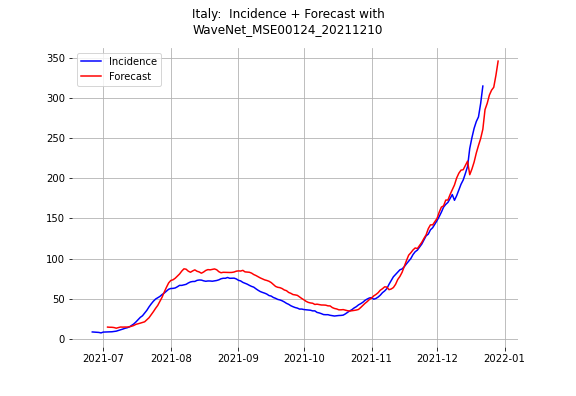 Italy:  Incidence + Forecast with
WaveNet_MSE00124_20211210
Incidence
Forecast
350
300
250
200
150
100
50
0
2021-07 2021-08 2021-09 2021-10 2021-11 2021-12 2022-01